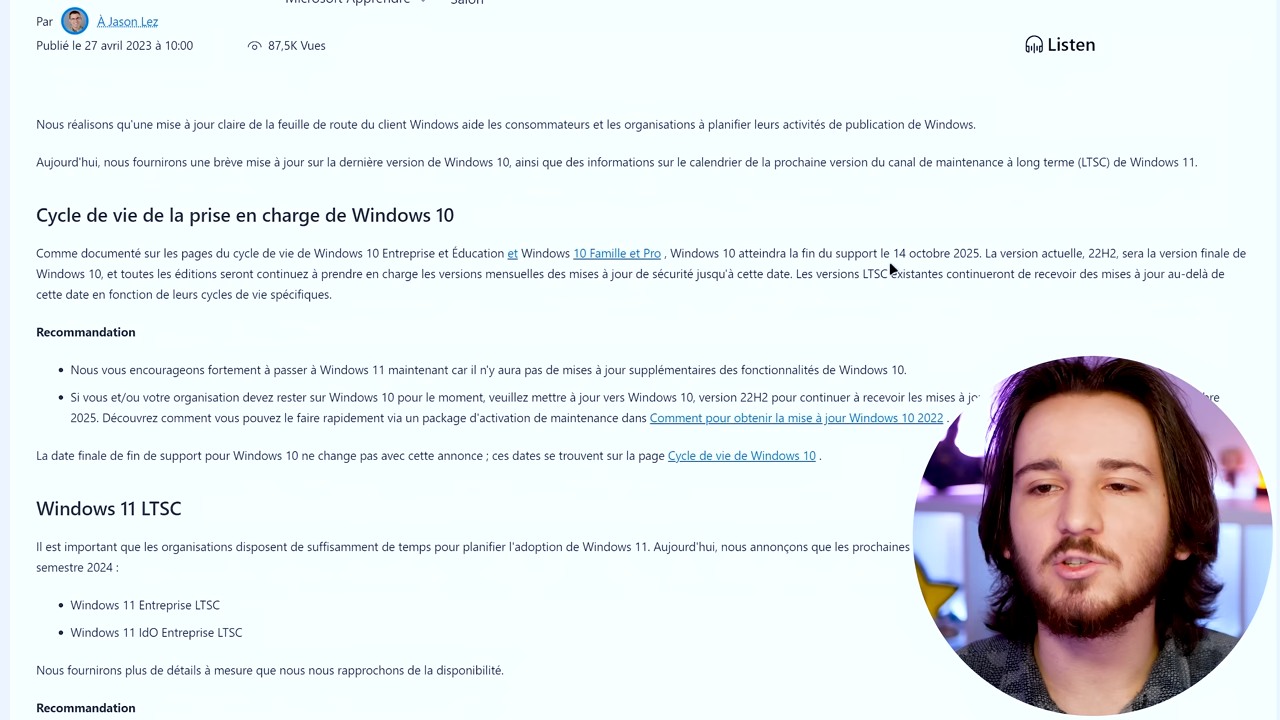 Microsoft Apprendre Salon
Par À Jason Lez
Publié le 27 avril 2023 à 10:00 87,5K Vues
Listen
Nous réalisons qu'une mise à jour claire de la feuille de route du client Windows aide les consommateurs et les organisations à planifier leurs activités de publication de Windows.
Aujourd'hui, nous fournirons une brève mise à jour sur la dernière version de Windows 10, ainsi que des informations sur le calendrier de la prochaine version du canal de maintenance à long terme (LTSC) de Windows 11.
Cycle de vie de la prise en charge de Windows 10
Comme documenté sur les pages du cycle de vie de Windows 10 Entreprise et Éducation et Windows 10 Famille et Pro , Windows 10 atteindra la fin du support le 14 octobre 2025. La version actuelle, 22H2, sera la version finale de
Windows 10, et toutes les éditions seront continuez à prendre en charge les versions mensuelles des mises à jour de sécurité jusqu'à cette date. Les versions LTSC existantes continueront de recevoir des mises à jour au-delà de
cette date en fonction de leurs cycles de vie spécifiques.
Recommandation
• Nous vous encourageons fortement à passer à Windows 11 maintenant car il n'y aura pas de mises à jour supplémentaires des fonctionnalités de Windows 10.
• Si vous et/ou votre organisation devez rester sur Windows 10 pour le moment, veuillez mettre à jour vers Windows 10, version 22H2 pour continuer à recevoir les mises à
2025. Découvrez comment vous pouvez le faire rapidement via un package d'activation de maintenance dans Comment pour obtenir la mise à jour Windows 10 2022 .
La date finale de fin de support pour Windows 10 ne change pas avec cette annonce ; ces dates se trouvent sur la page Cycle de vie de Windows 10 .
Windows 11 LTSC
Il est important que les organisations disposent de suffisamment de temps pour planifier l'adoption de Windows 11. Aujourd'hui, nous annonçons que les prochaines
semestre 2024 :
• Windows 11 Entreprise LTSC
• Windows 11 IdO Entreprise LTSC
Nous fournirons plus de détails à mesure que nous nous rapprochons de la disponibilité.
Recommandation